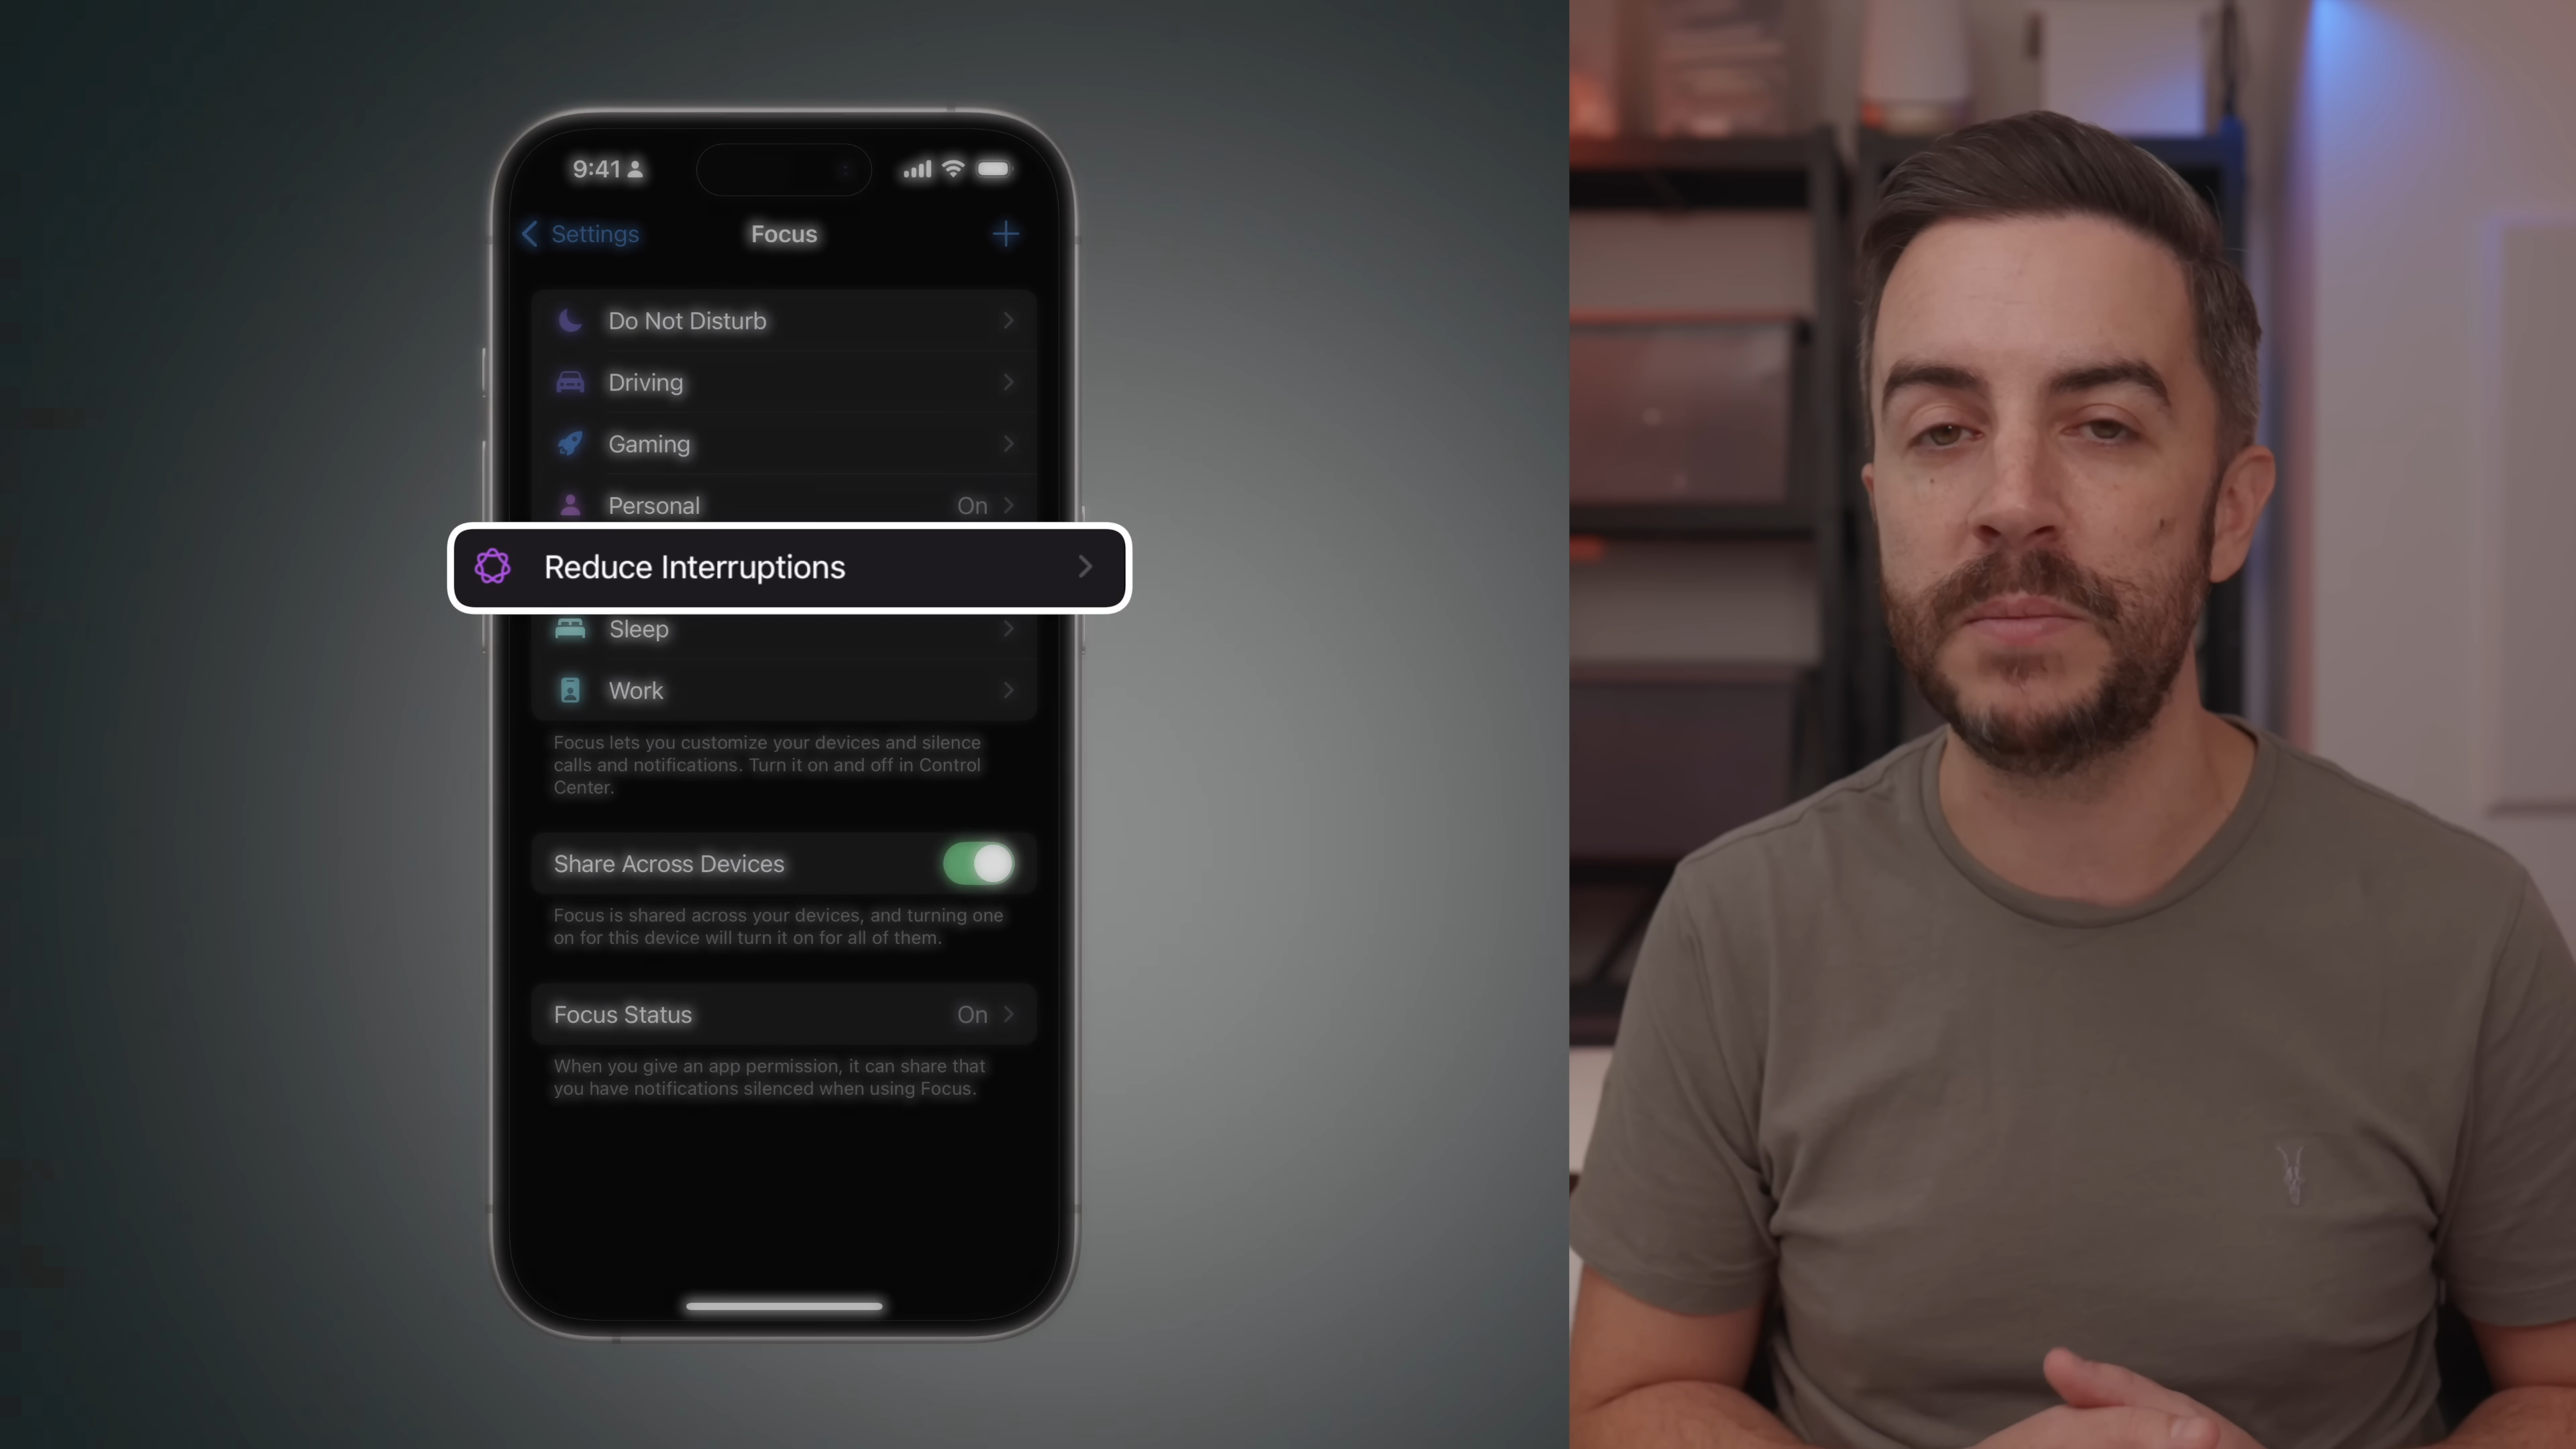 9:41
Settings
Focus
Do Not Disturb
Driving
Gaming
Personal
On
Reduce Interruptions
Sleep
Work
Focus lets you customize your devices and silence
calls and notifications. Turn it on and off in Control
Center.
Share Across Devices
Focus is shared across your devices, and turning one
on for this device will turn it on for all of them.
Focus Status
On
When you give an app permission, it can share that
you have notifications silenced when using Focus.